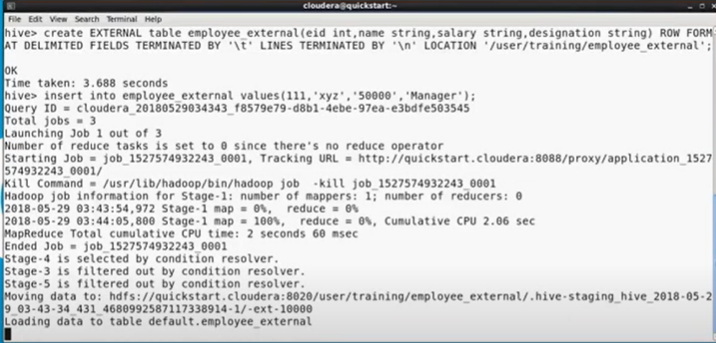 cloudera@quickstart:~
File Edit View Search Terminal Help
hive> create EXTERNAL table employee_external(eid int,name string,salary string,designation string) ROW FORM
AT DELIMITED FIELDS TERMINATED BY '\t' LINES TERMINATED BY '\n' LOCATION '/user/training/employee_external';
OK
Time taken: 3.688 seconds
hive> insert into employee_external values(111,'xyz','50000','Manager');
Query ID = cloudera_20180529034343_f8579e79-d8b1-4ebe-97ea-e3bdfe503545
Total jobs = 3
Launching Job 1 out of 3
Number of reduce tasks is set to 0 since there's no reduce operator
Starting Job = job_1527574932243_0001, Tracking URL = http://quickstart.cloudera:8088/proxy/application_1527
574932243_0001/
Kill Command = /usr/lib/hadoop/bin/hadoop job  -kill job_1527574932243_0001
Hadoop job information for Stage-1: number of mappers: 1; number of reducers: 0
2018-05-29 03:43:54,972 Stage-1 map = 0%,  reduce = 0%
2018-05-29 03:44:05,800 Stage-1 map = 100%,  reduce = 0%, Cumulative CPU 2.06 sec
MapReduce Total cumulative CPU time: 2 seconds 60 msec
Ended Job = job_1527574932243_0001
Stage-4 is selected by condition resolver.
Stage-3 is filtered out by condition resolver.
Stage-5 is filtered out by condition resolver.
Moving data to: hdfs://quickstart.cloudera:8020/user/training/employee_external/.hive-staging_hive_2018-05-2
9_03-43-34_431_4680992587117338914-1/-ext-10000
Loading data to table default.employee_external